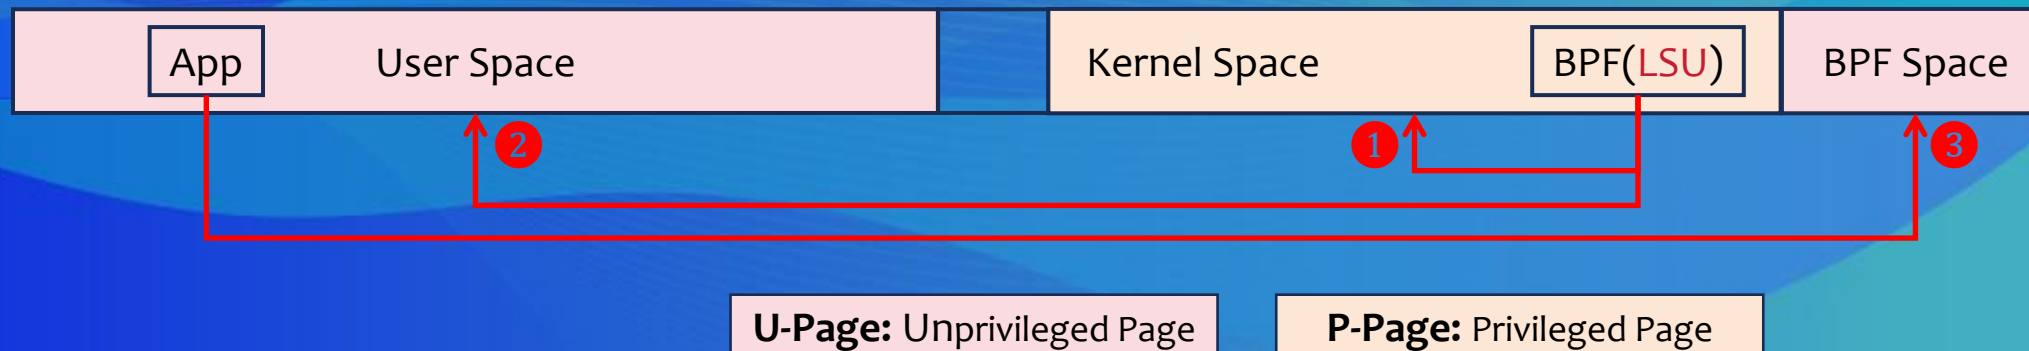 App User Space Kernel Space BPF(LSU) BPF Space
2 1 3
U-Page: Unprivileged Page P-Page: Privileged Page